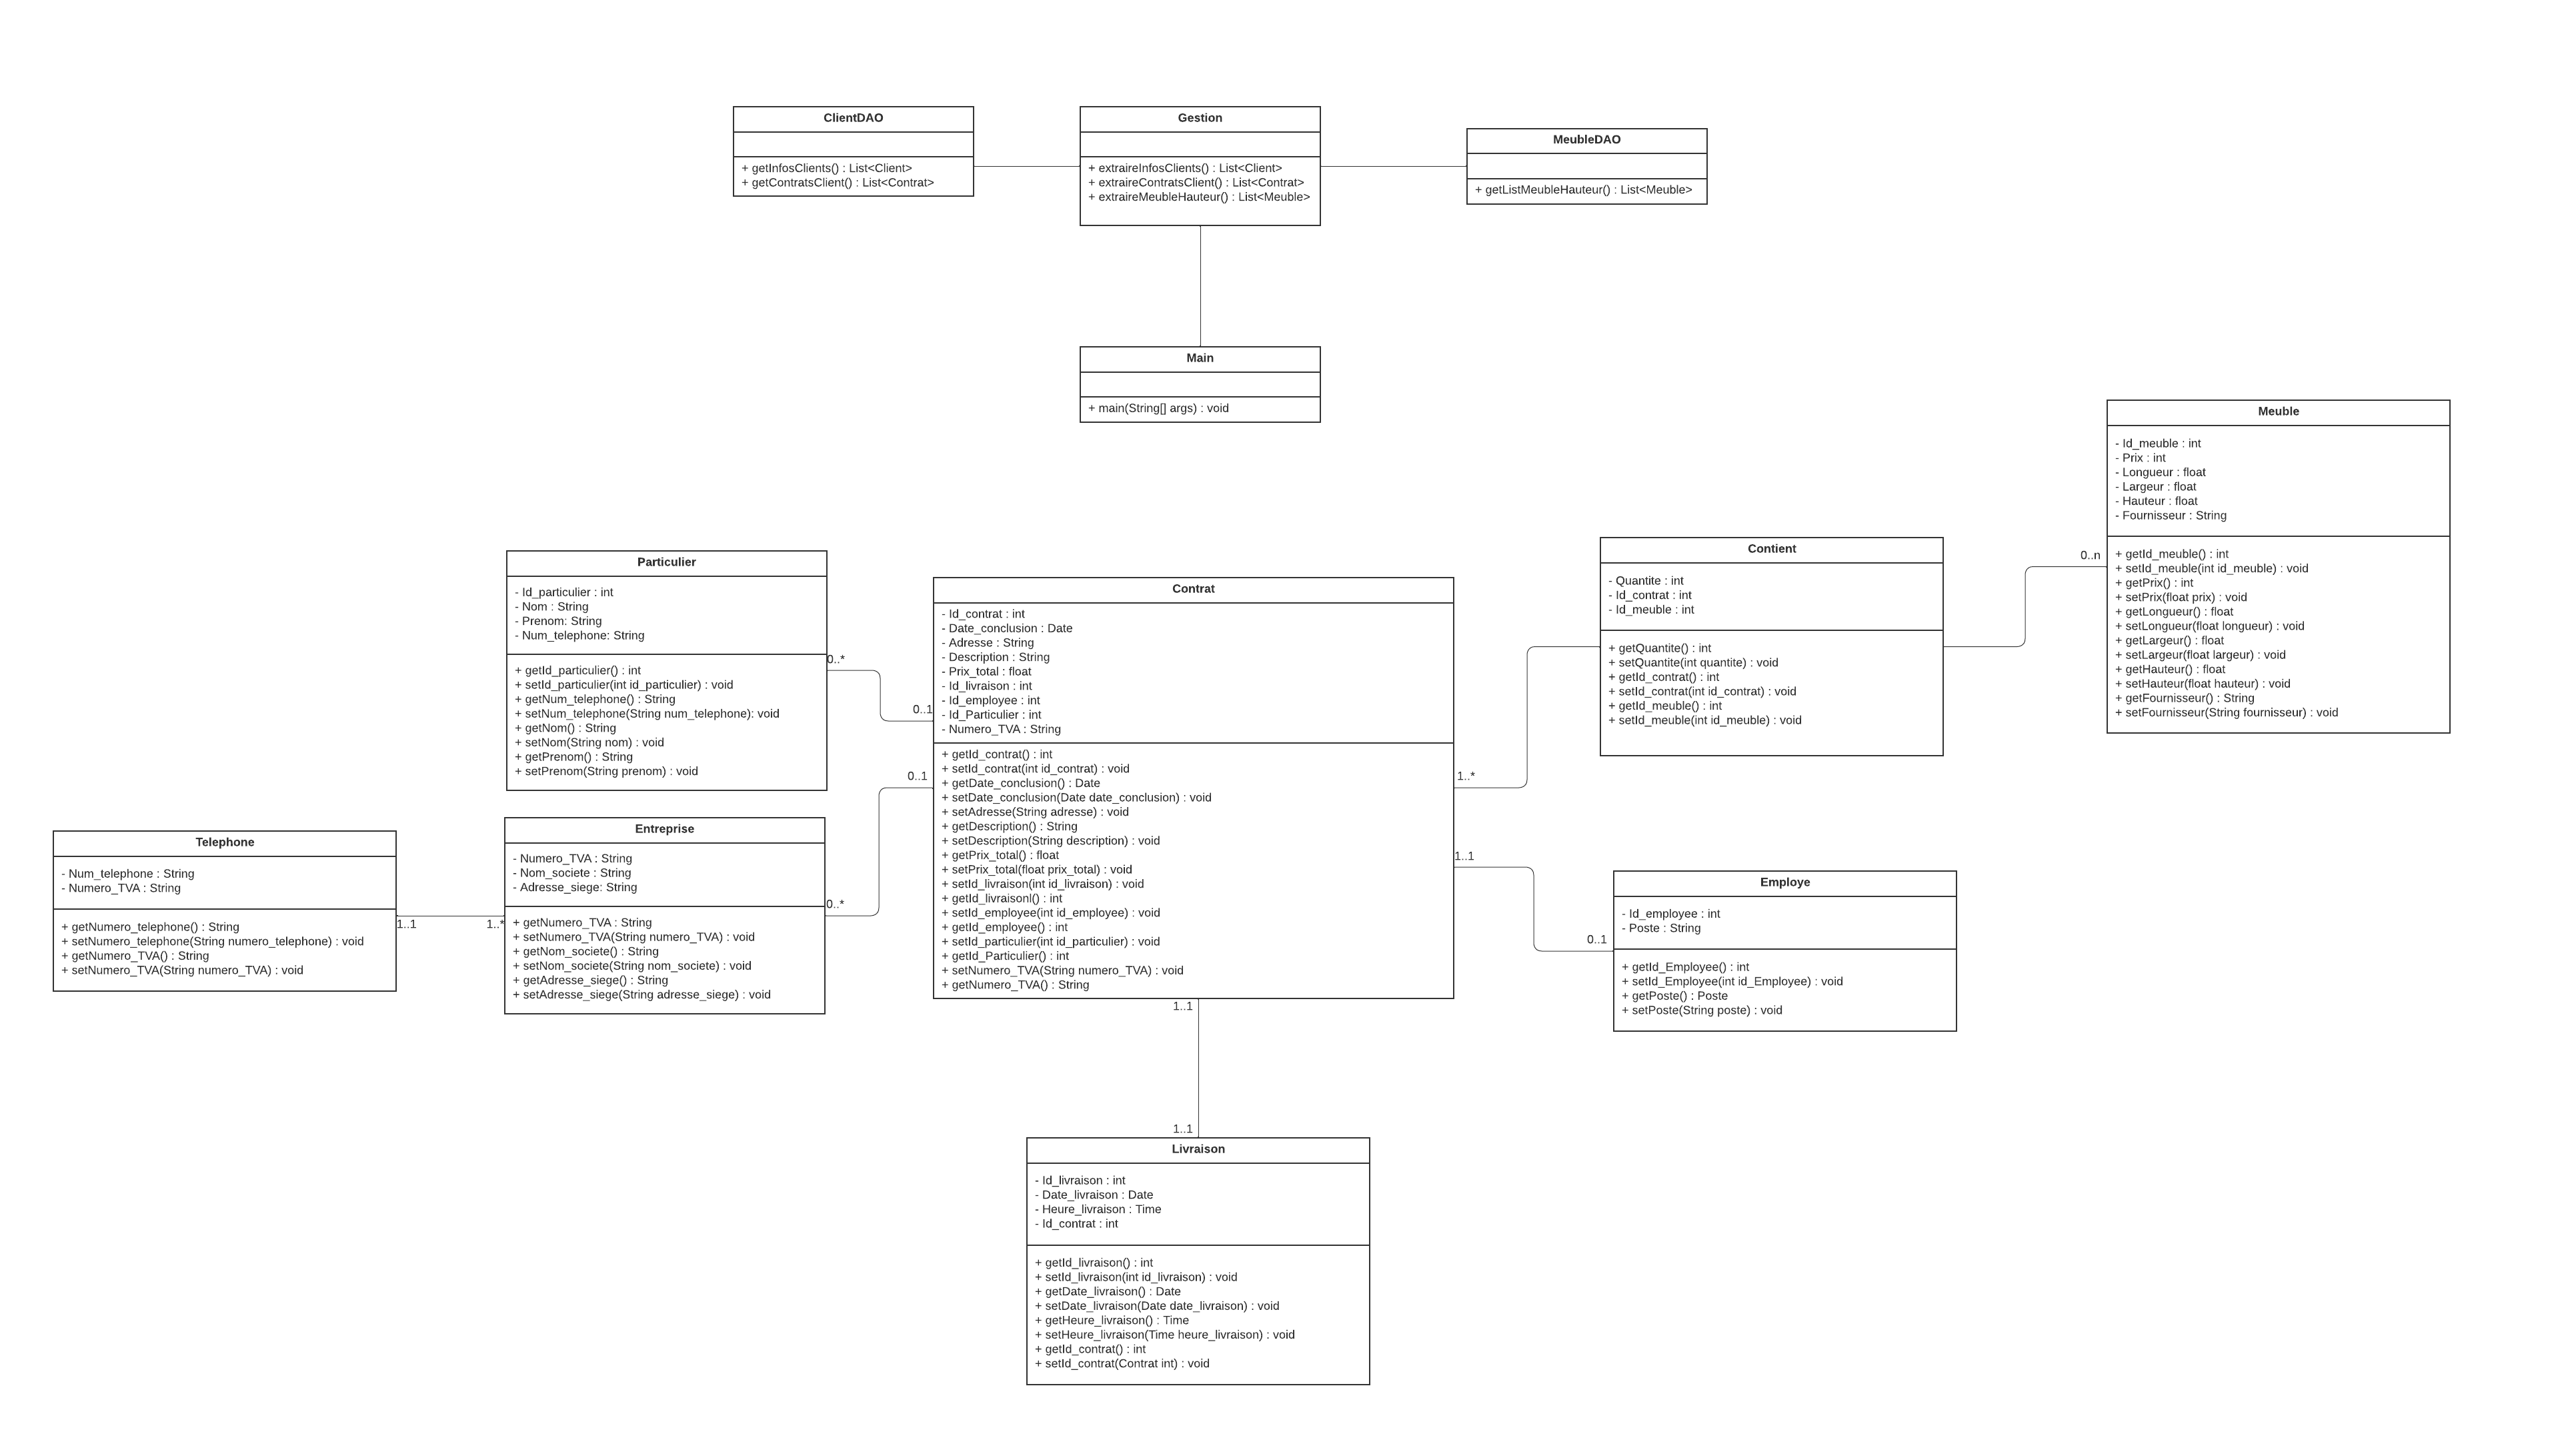 ClientDAO
+ getInfosClients() : List<Client>
+ getContratsClient() : List<Contrat>
Gestion
+ extraireInfosClients() : List<Client>
+ extraireContratsClient() : List<Contrat>
+ extraireMeubleHauteur() : List<Meuble>
MeubleDAO
+ getListMeubleHauteur() : List<Meuble>
Main
+ main(String[] args) : void
Meuble
- Id_meuble : int
- Prix : int
- Longueur : float
- Largeur : float
- Hauteur : float
- Fournisseur : String
+ getId_meuble() : int
+ setId_meuble(int id_meuble) : void
+ getPrix() : int
+ setPrix(float prix) : void
+ getLongueur() : float
+ setLongueur(float longueur) : void
+ getLargeur() : float
+ setLargeur(float largeur) : void
+ getHauteur() : float
+ setHauteur(float hauteur) : void
+ getFournisseur() : String
+ setFournisseur(String fournisseur) : void
0..n
Contient
- Quantite : int
- Id_contrat : int
- Id_meuble : int
+ getQuantite() : int
+ setQuantite(int quantite) : void
+ getId_contrat() : int
+ setId_contrat(int id_contrat) : void
+ getId_meuble() : int
+ setId_meuble(int id_meuble) : void
Particulier
- Id_particulier : int
- Nom : String
- Prenom: String
- Num_telephone: String
+ getId_particulier() : int
+ setId_particulier(int id_particulier) : void
+ getNum_telephone() : String
+ setNum_telephone(String num_telephone): void
+ getNom() : String
+ setNom(String nom) : void
+ getPrenom() : String
+ setPrenom(String prenom) : void
0..*
0..1
Contrat
- Id_contrat : int
- Date_conclusion : Date
- Adresse : String
- Description : String
- Prix_total : float
- Id_livraison : int
- Id_employee : int
- Id_Particulier : int
- Numero_TVA : String
+ getId_contrat() : int
+ setId_contrat(int id_contrat) : void
+ getDate_conclusion() : Date
+ setDate_conclusion(Date date_conclusion) : void
+ setAdresse(String adresse) : void
+ getDescription() : String
+ setDescription(String description) : void
+ getPrix_total() : float
+ setPrix_total(float prix_total) : void
+ setId_livraison(int id_livraison) : void
+ getId_livraisonl() : int
+ setId_employee(int id_employee) : void
+ getId_employee() : int
+ setId_particulier(int id_particulier) : void
+ getId_Particulier() : int
+ setNumero_TVA(String numero_TVA) : void
+ getNumero_TVA() : String
0..1
1..*
1..1
0..*
Telephone
- Num_telephone : String
- Numero_TVA : String
+ getNumero_telephone() : String
+ setNumero_telephone(String numero_telephone) : void
+ getNumero_TVA() : String
+ setNumero_TVA(String numero_TVA) : void
1..1
1..*
Entreprise
- Numero_TVA : String
- Nom_societe : String
- Adresse_siege: String
+ getNumero_TVA : String
+ setNumero_TVA(String numero_TVA) : void
+ getNom_societe() : String
+ setNom_societe(String nom_societe) : void
+ getAdresse_siege() : String
+ setAdresse_siege(String adresse_siege) : void
0..1
Employe
- Id_employee : int
- Poste : String
+ getId_Employee() : int
+ setId_Employee(int id_Employee) : void
+ getPoste() : Poste
+ setPoste(String poste) : void
1..1
1..1
Livraison
- Id_livraison : int
- Date_livraison : Date
- Heure_livraison : Time
- Id_contrat : int
+ getId_livraison() : int
+ setId_livraison(int id_livraison) : void
+ getDate_livraison() : Date
+ setDate_livraison(Date date_livraison) : void
+ getHeure_livraison() : Time
+ setHeure_livraison(Time heure_livraison) : void
+ getId_contrat() : int
+ setId_contrat(Contrat int) : void